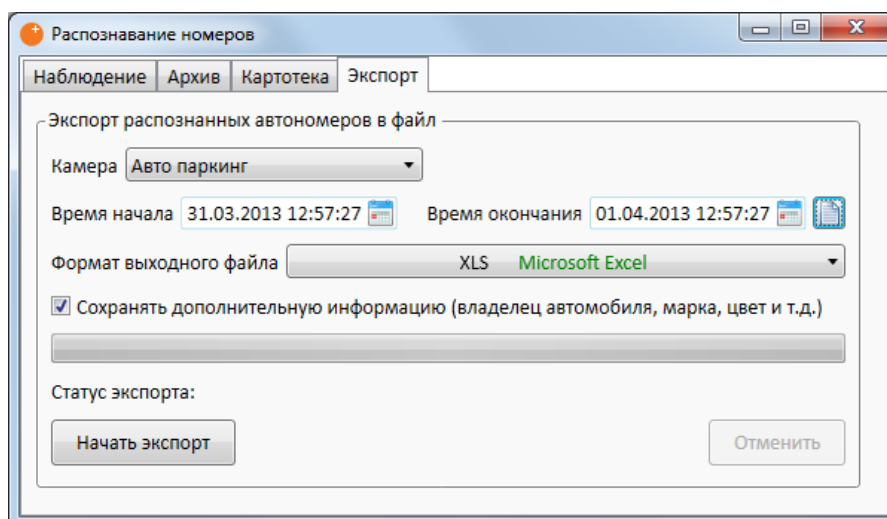 Распознавание номеров
Наблюдение Архив Картотека Экспорт
Экспорт распознанных автономеров в файл
Камера Авто паркинг
Время начала 31.03.2013 12:57:27 Время окончания 01.04.2013 12:57:27
Формат выходного файла XLS Microsoft Excel
Сохранять дополнительную информацию (владелец автомобиля, марка, цвет и т.д.)
Статус экспорта:
Начать экспорт Отменить